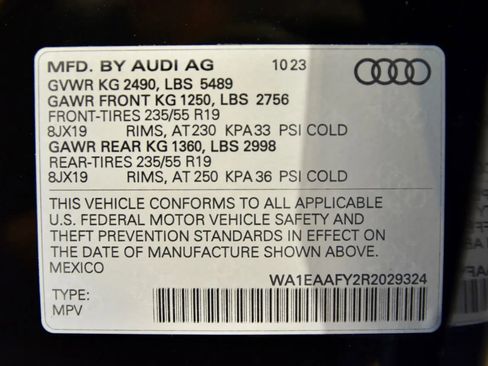 MFD. BY AUDI AG 10 23
GVWR KG 2490, LBS 5489
GAWR FRONT KG 1250, LBS 2756
FRONT-TIRES 235/55 R19
8JX19 RIMS, AT 230 KPA 33 PSI COLD
GAWR REAR KG 1360, LBS 2998
REAR-TIRES 235/55 R19
8JX19 RIMS, AT 250 KPA 36 PSI COLD
THIS VEHICLE CONFORMS TO ALL APPLICABLE
U.S. FEDERAL MOTOR VEHICLE SAFETY AND
THEFT PREVENTION STANDARDS IN EFFECT ON
THE DATE OF MANUFACTURE SHOWN ABOVE.
MEXICO
WA1EAAFY2R2029324
TYPE:
MPV